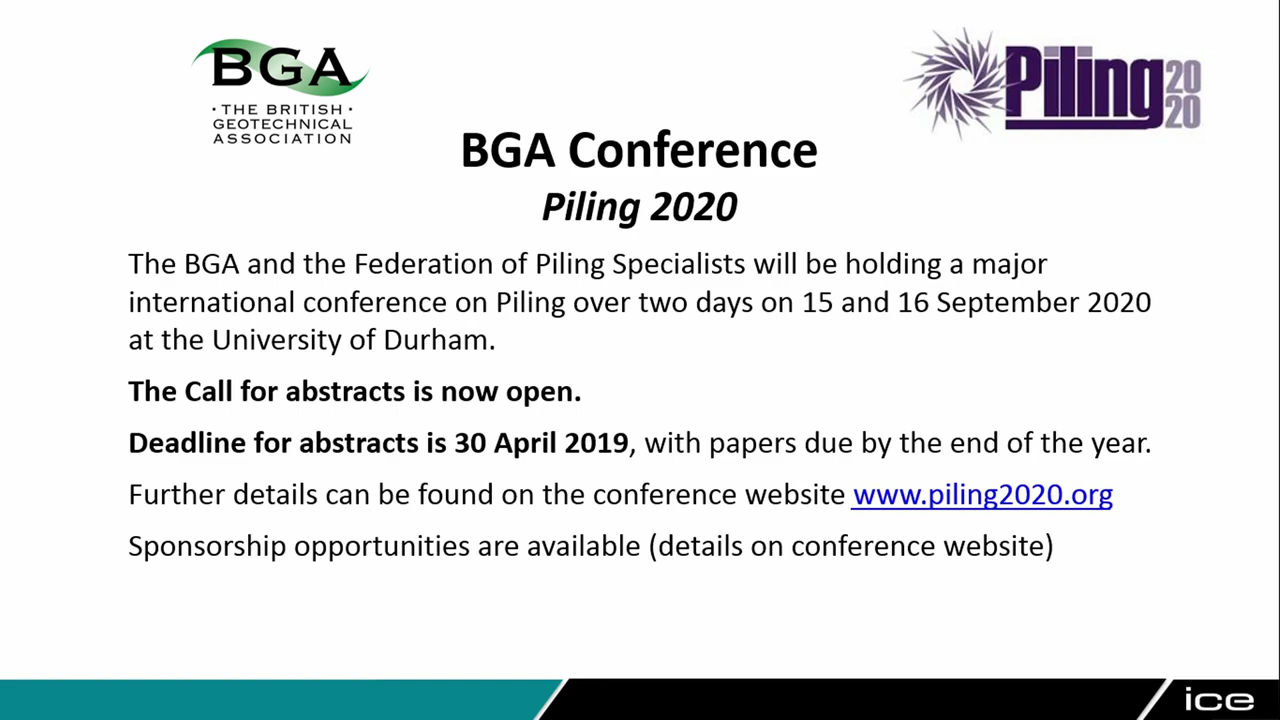 BGA
· THE BRITISH ·
GEOTECHNICAL
ASSOCIATION
Piling 20
20
BGA Conference
Piling 2020
The BGA and the Federation of Piling Specialists will be holding a major
international conference on Piling over two days on 15 and 16 September 2020
at the University of Durham.
The Call for abstracts is now open.
Deadline for abstracts is 30 April 2019, with papers due by the end of the year.
Further details can be found on the conference website www.piling2020.org
Sponsorship opportunities are available (details on conference website)
ice